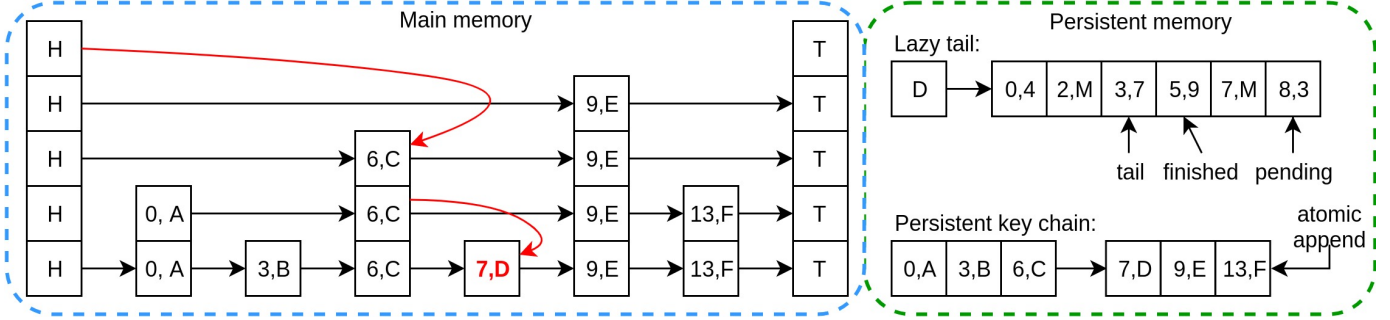 Main memory
H T
H 9,E T
H 6,C 9,E T
H 0, A 6,C 9,E 13,F T
H 0, A 3,B 6,C 7,D 9,E 13,F T
Persistent memory
Lazy tail:
D 0,4 2,M 3,7 5,9 7,M 8,3
tail finished pending
Persistent key chain:
atomic
append
0,A 3,B 6,C 7,D 9,E 13,F